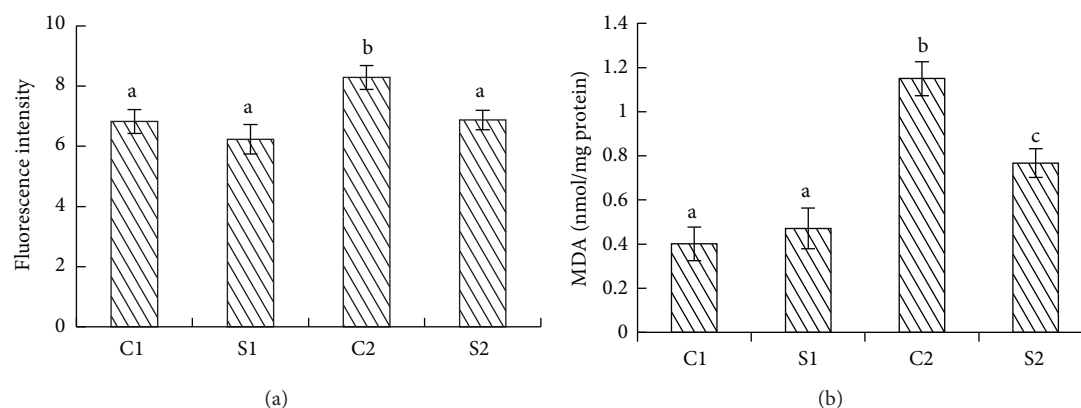 10
8
6
4
2
0
Fluorescence intensity
a
a
b
a
C1 S1 C2 S2
(a)
1.4
1.2
1
0.8
0.6
0.4
0.2
0
MDA (nmol/mg protein)
a
a
b
c
C1 S1 C2 S2
(b)